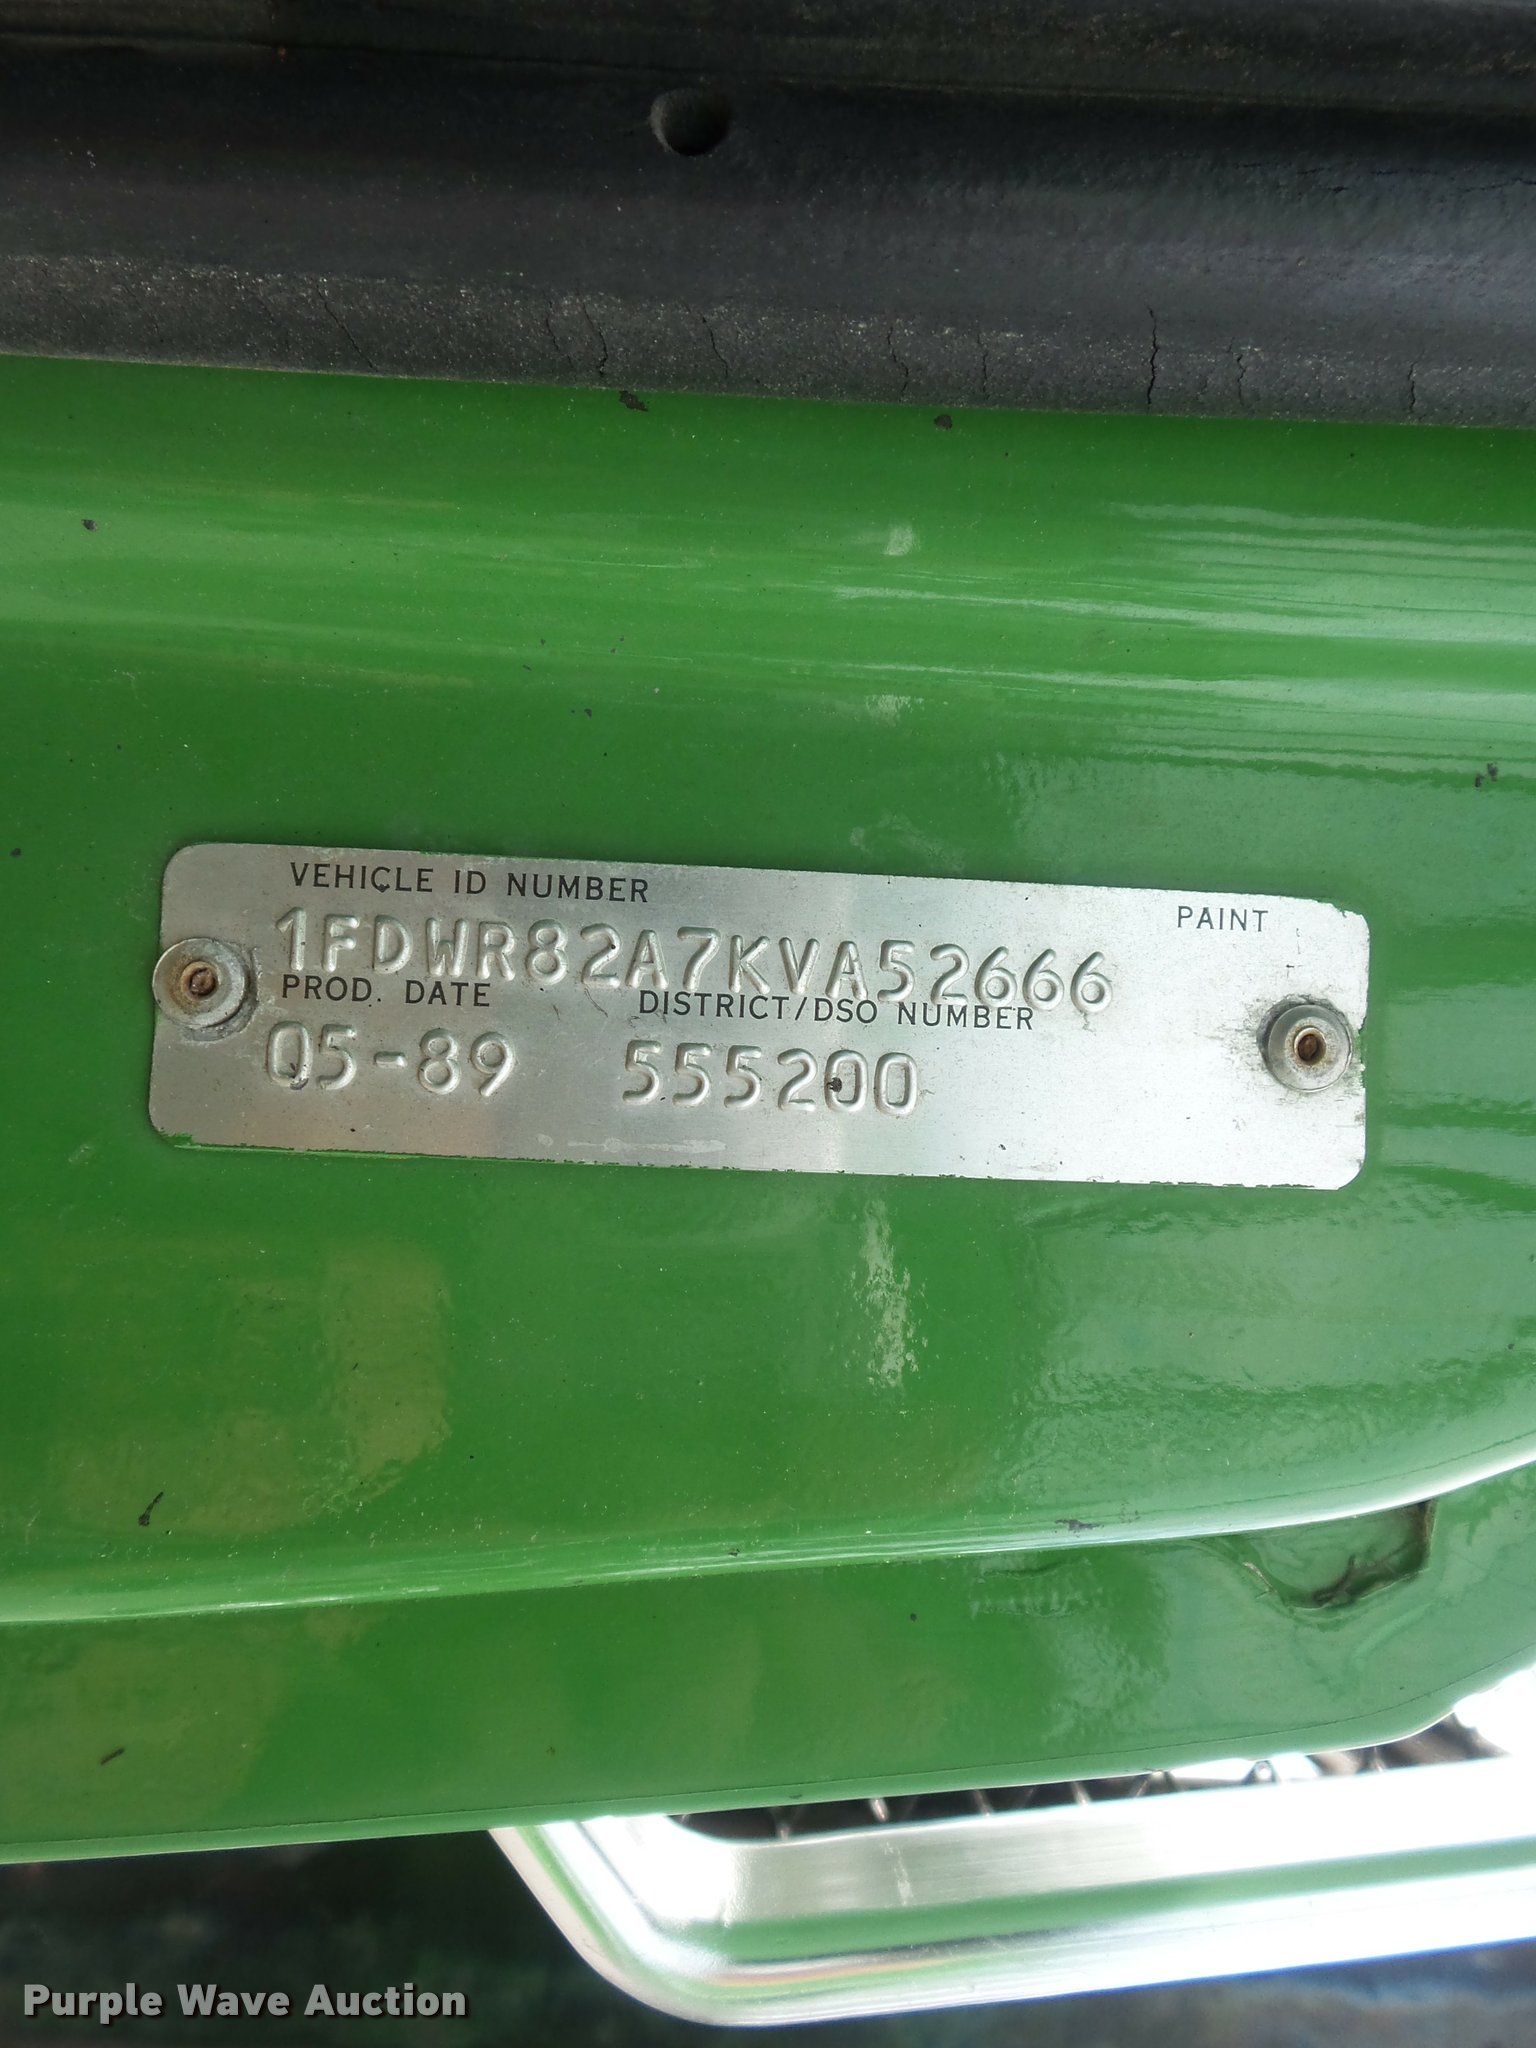 VEHICLE ID NUMBER
PAINT
1FDWR82A7KVA52666
PROD. DATE DISTRICT/DSO NUMBER
05-89 555200
Purple Wave Auction